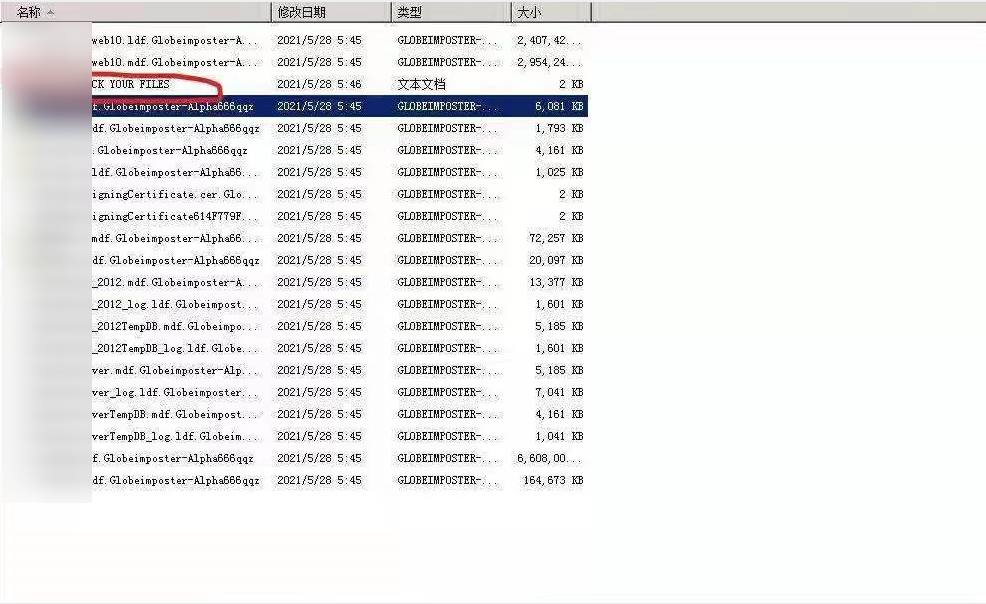 名称 修改日期 类型 大小
web10.ldf.Globeimposter-A... 2021/5/28 5:45 GLOBEIMPOSTER-... 2,407,42...
web10.mdf.Globeimposter-A... 2021/5/28 5:45 GLOBEIMPOSTER-... 2,954,24...
CK YOUR FILES 2021/5/28 5:46 文本文档 2 KB
f.Globeimposter-Alpha666qqz 2021/5/28 5:45 GLOBEIMPOSTER-... 6,081 KB
df.Globeimposter-Alpha666qqz 2021/5/28 5:45 GLOBEIMPOSTER-... 1,793 KB
.Globeimposter-Alpha666qqz 2021/5/28 5:45 GLOBEIMPOSTER-... 4,161 KB
ldf.Globeimposter-Alpha66... 2021/5/28 5:45 GLOBEIMPOSTER-... 1,025 KB
igningCertificate.cer.Glo... 2021/5/28 5:45 GLOBEIMPOSTER-... 2 KB
igningCertificate614F779F... 2021/5/28 5:45 GLOBEIMPOSTER-... 2 KB
mdf.Globeimposter-Alpha66... 2021/5/28 5:45 GLOBEIMPOSTER-... 72,257 KB
df.Globeimposter-Alpha666qqz 2021/5/28 5:45 GLOBEIMPOSTER-... 20,097 KB
_2012.mdf.Globeimposter-A... 2021/5/28 5:45 GLOBEIMPOSTER-... 13,377 KB
_2012_log.ldf.Globeimpost... 2021/5/28 5:45 GLOBEIMPOSTER-... 1,601 KB
_2012TempDB.mdf.Globeimpo... 2021/5/28 5:45 GLOBEIMPOSTER-... 5,185 KB
_2012TempDB_log.ldf.Globe... 2021/5/28 5:45 GLOBEIMPOSTER-... 1,601 KB
ver.mdf.Globeimposter-Alp... 2021/5/28 5:45 GLOBEIMPOSTER-... 5,185 KB
ver_log.ldf.Globeimposter... 2021/5/28 5:45 GLOBEIMPOSTER-... 7,041 KB
verTempDB.mdf.Globeimpost... 2021/5/28 5:45 GLOBEIMPOSTER-... 4,161 KB
verTempDB_log.ldf.Globeim... 2021/5/28 5:45 GLOBEIMPOSTER-... 1,041 KB
f.Globeimposter-Alpha666qqz 2021/5/28 5:45 GLOBEIMPOSTER-... 6,608,00...
df.Globeimposter-Alpha666qqz 2021/5/28 5:45 GLOBEIMPOSTER-... 164,673 KB